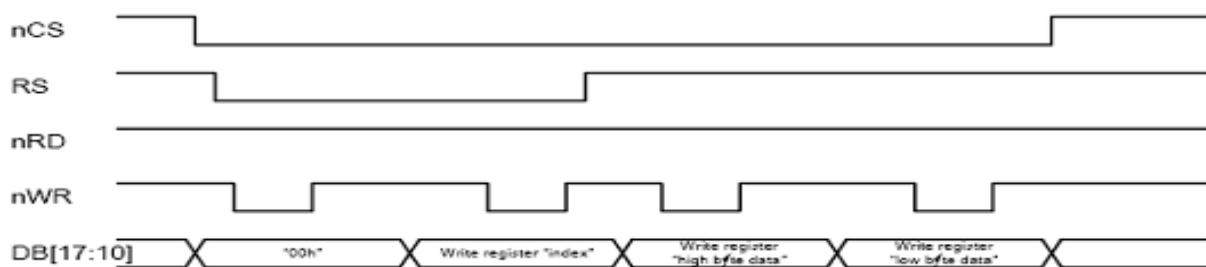 nCS
RS
nRD
nWR
DB[17:10]
"00h"
Write register "index"
Write register
"high byte data"
Write register
"low byte data"